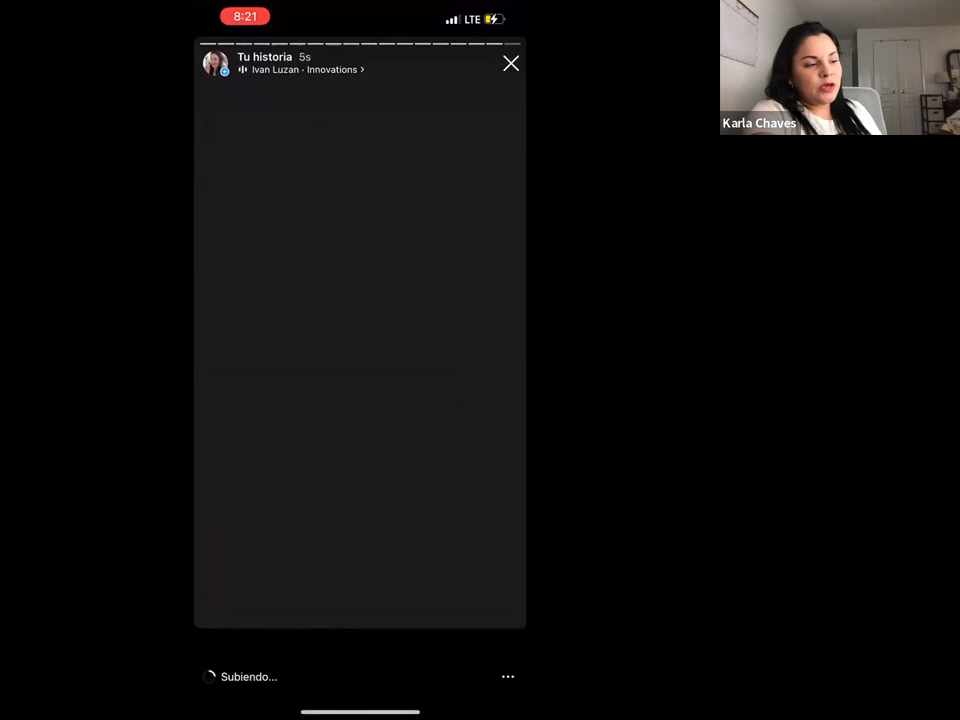 8:21
LTE
Tu historia 5s
Ivan Luzan · Innovations >
Subiendo...
Karla Chaves